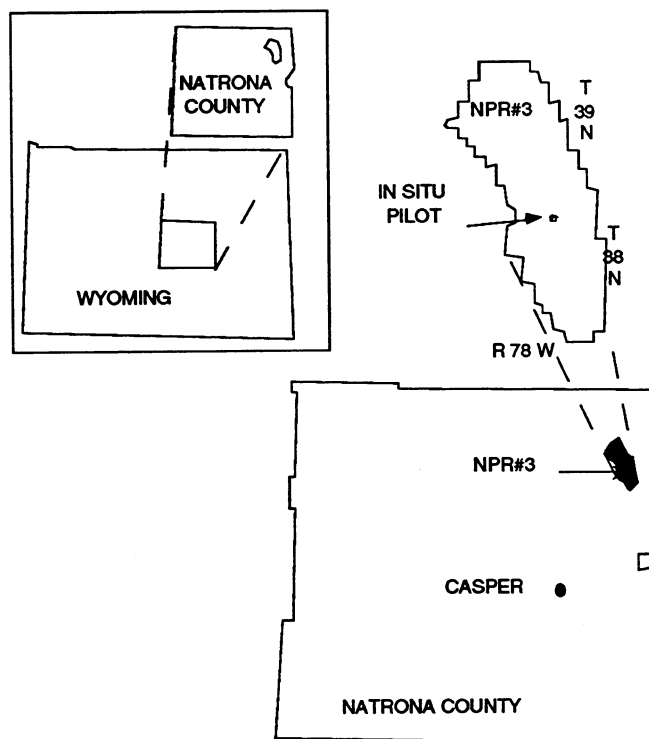 NATRONA
COUNTY
WYOMING
NPR#3
T
39
N
IN SITU
PILOT
T
38
N
R 78 W
NPR#3
CASPER
NATRONA COUNTY